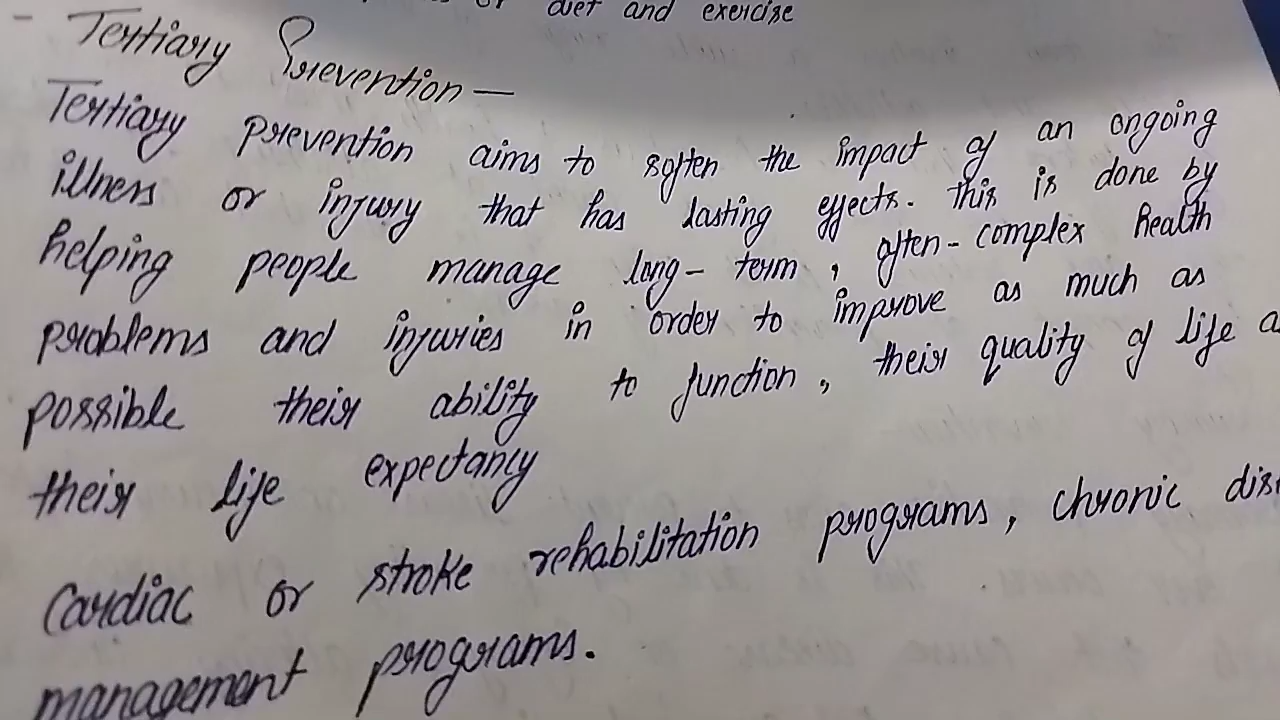 or diet and exercise
Tertiary Prevention —
Tertiary prevention aims to soften the impact of an ongoing
illness or injury that has lasting effects. this is done by
helping people manage long- term, often-complex health
problems and injuries in order to improve as much as
possible their ability to function, their quality of life
their life expectancy
Cardiac or stroke rehabilitation programs, chronic
management programs.